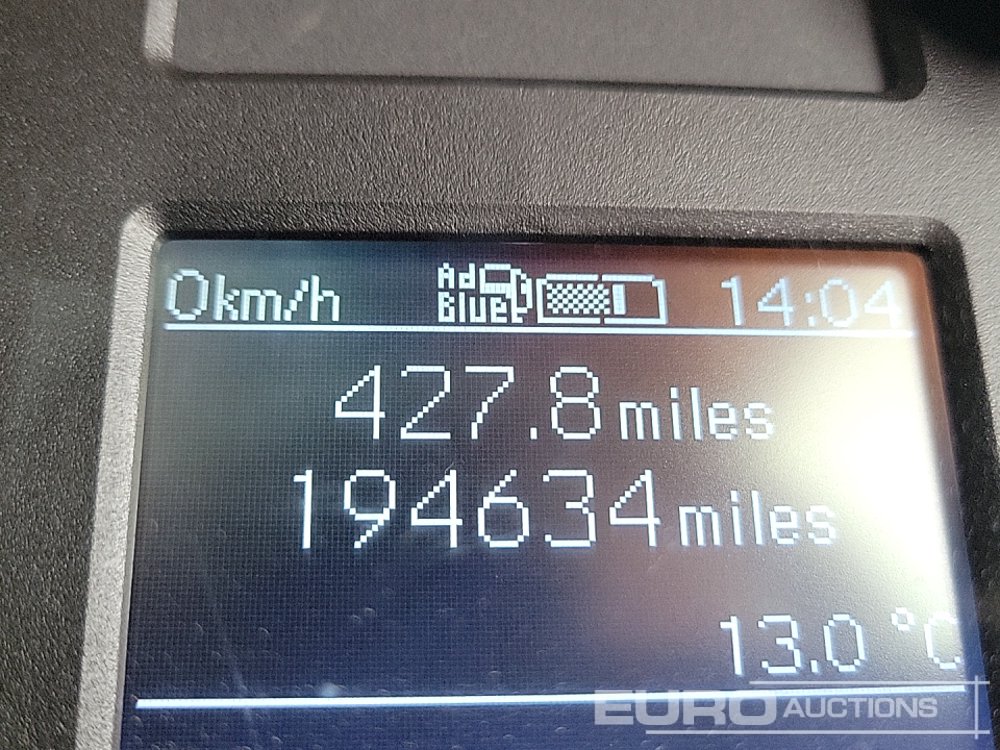 0km/h Ad Blue 14:04
427.8 miles
194634 miles
13.0 °C
EURO AUCTIONS